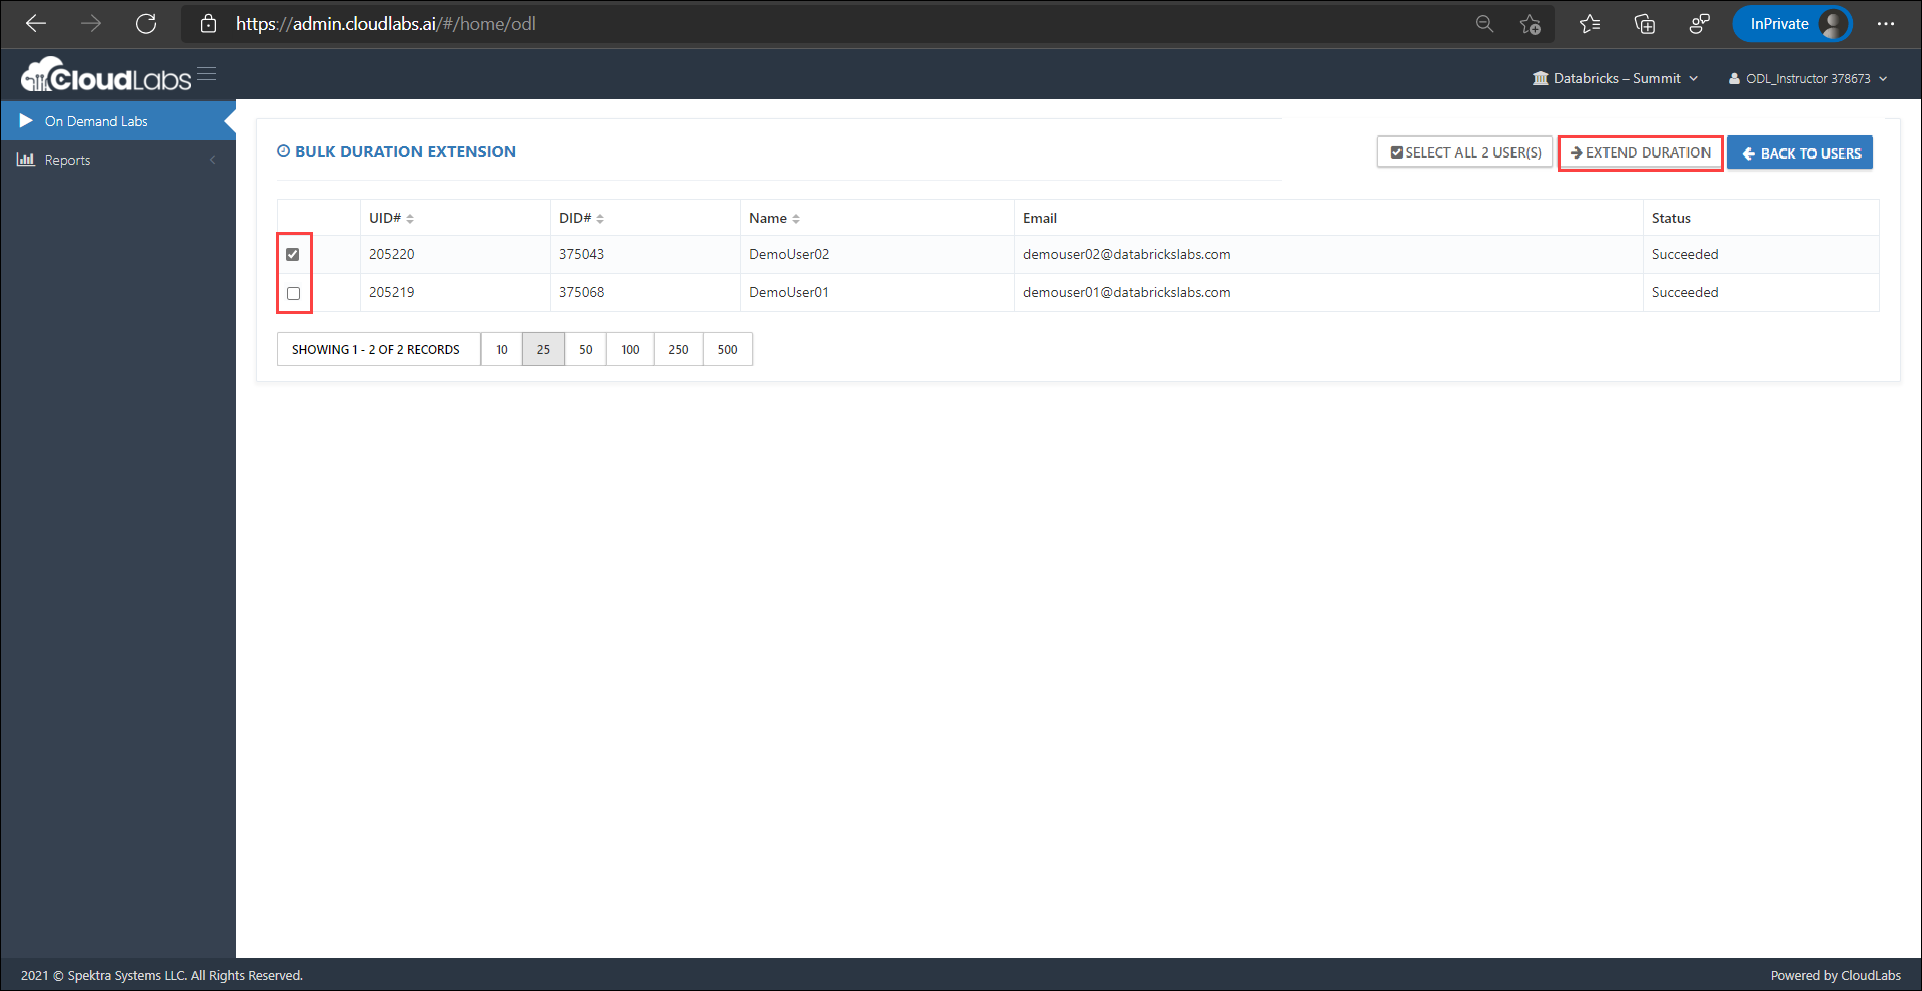 https://admin.cloudlabs.ai/#/home/odl
InPrivate
CloudLabs
Databricks – Summit
ODL_Instructor 378673
On Demand Labs
Reports
BULK DURATION EXTENSION
SELECT ALL 2 USER(S)
EXTEND DURATION
BACK TO USERS
UID# DID# Name Email Status
205220 375043 DemoUser02 demouser02@databrickslabs.com Succeeded
205219 375068 DemoUser01 demouser01@databrickslabs.com Succeeded
SHOWING 1 - 2 OF 2 RECORDS 10 25 50 100 250 500
2021 © Spektra Systems LLC. All Rights Reserved.
Powered by CloudLabs